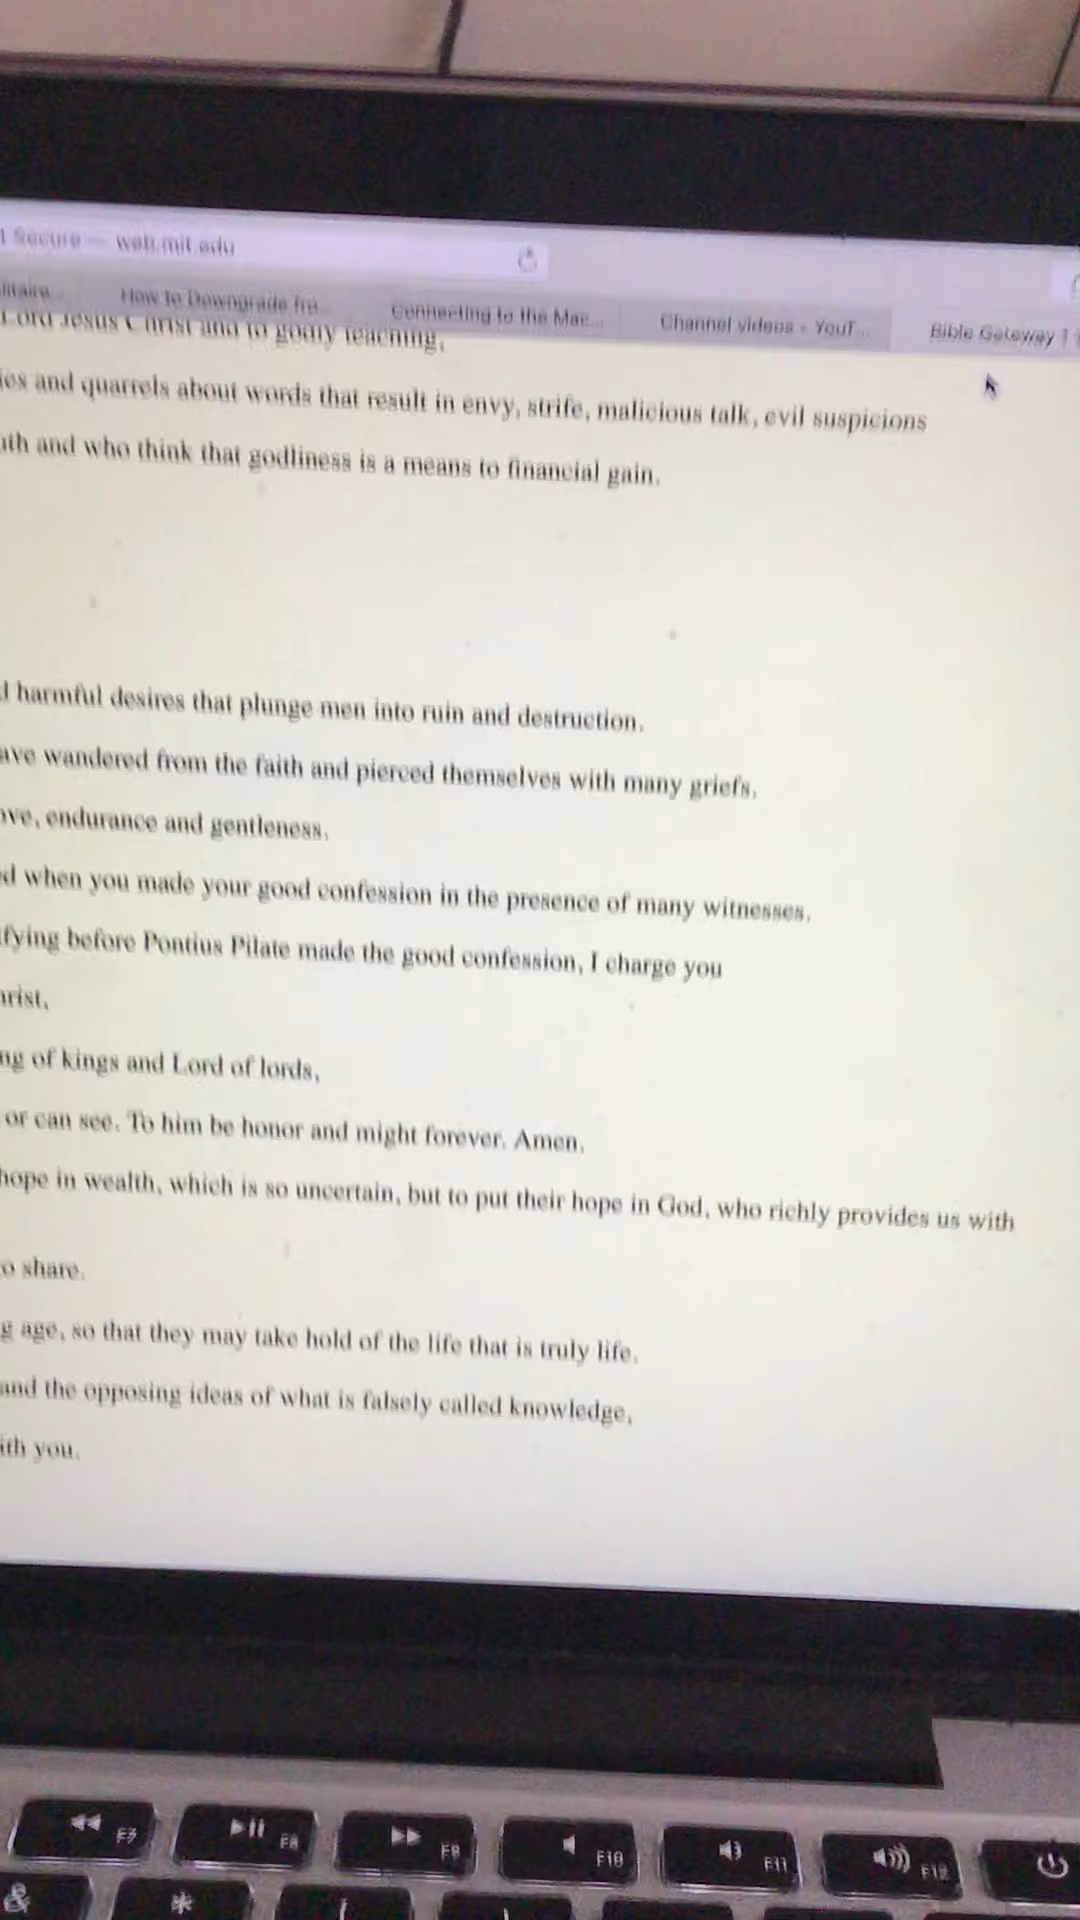 Secure — web.mit.edu
How to Downgrade fro...
Connecting to the Mac...
Channel videos - YouT...
Bible Gateway
Lord Jesus Christ and to godly teaching,
ies and quarrels about words that result in envy, strife, malicious talk, evil suspicions
uth and who think that godliness is a means to financial gain.
d harmful desires that plunge men into ruin and destruction.
ave wandered from the faith and pierced themselves with many griefs.
ove, endurance and gentleness.
ed when you made your good confession in the presence of many witnesses.
ifying before Pontius Pilate made the good confession, I charge you
hrist,
ng of kings and Lord of lords,
or can see. To him be honor and might forever. Amen.
hope in wealth, which is so uncertain, but to put their hope in God, who richly provides us with
to share.
g age, so that they may take hold of the life that is truly life.
and the opposing ideas of what is falsely called knowledge,
ith you.
F7 F8 F9 F10 F11 F12
& *